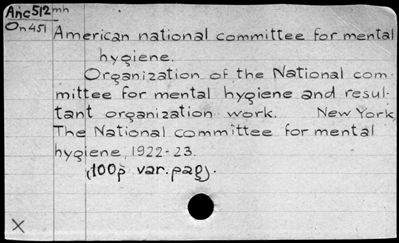 Anc512mh
On451
American national committee for mental
hygiene.
Organization of the National com-
mittee for mental hygiene and resul-
tant organization work. New York,
The National committee for mental
hygiene, 1922-23.
(100p var. pag).
X